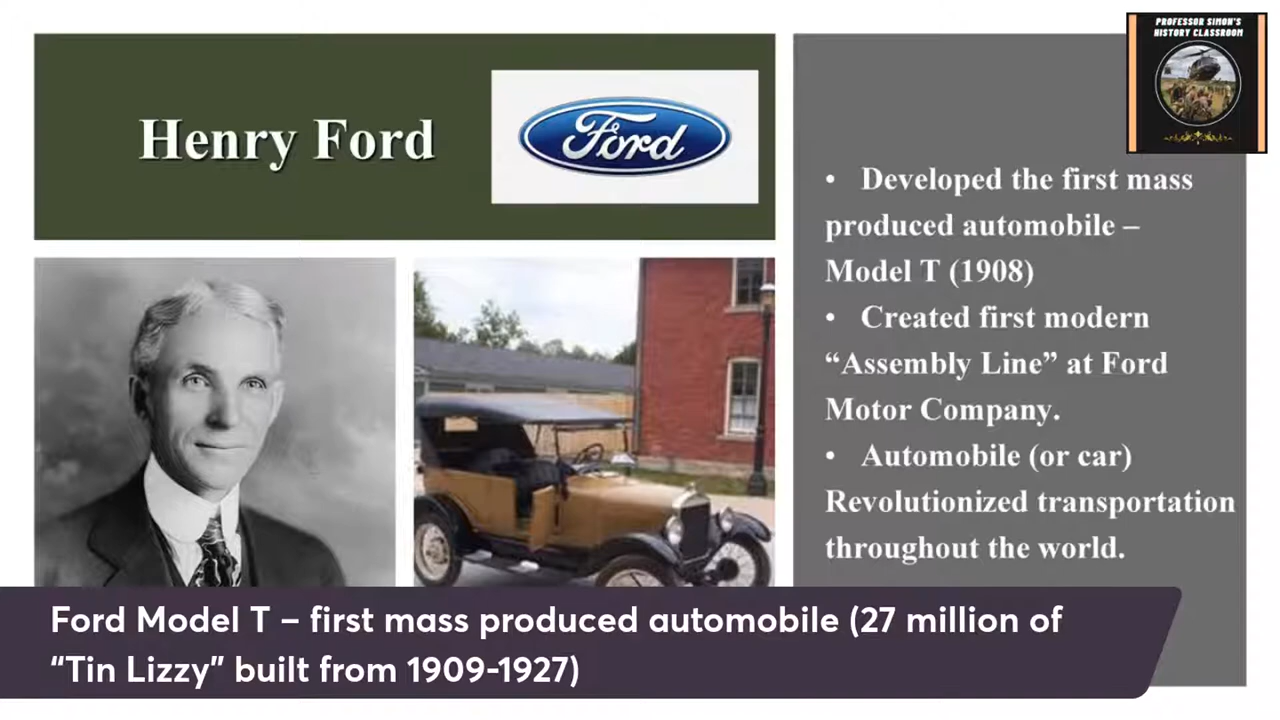 PROFESSOR SIMON'S
HISTORY CLASSROOM
Henry Ford
Ford
• Developed the first mass
produced automobile –
Model T (1908)
• Created first modern
“Assembly Line” at Ford
Motor Company.
• Automobile (or car)
Revolutionized transportation
throughout the world.
Ford Model T – first mass produced automobile (27 million of
“Tin Lizzy” built from 1909-1927)